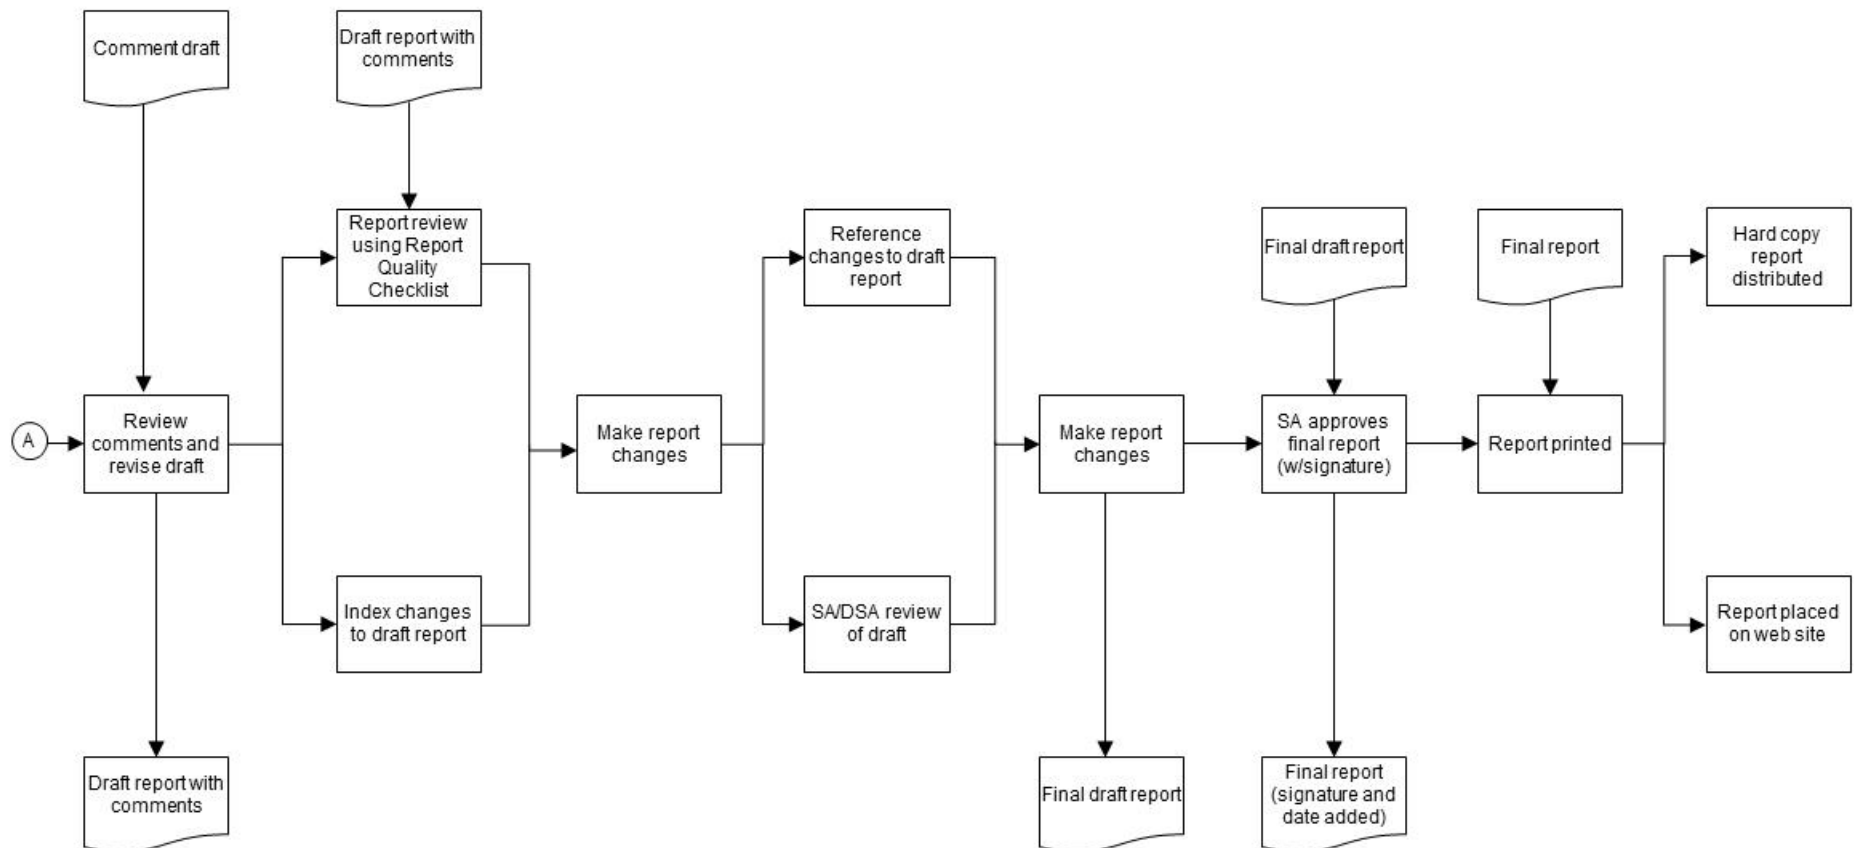 Comment draft
Draft report with
comments
Report review
using Report
Quality
Checklist
Reference
changes to draft
report
Final draft report
Final report
Hard copy
report
distributed
A
Review
comments and
revise draft
Make report
changes
Make report
changes
SA approves
final report
(w/signature)
Report printed
Index changes
to draft report
SA/DSA review
of draft
Report placed
on web site
Draft report with
comments
Final draft report
Final report
(signature and
date added)